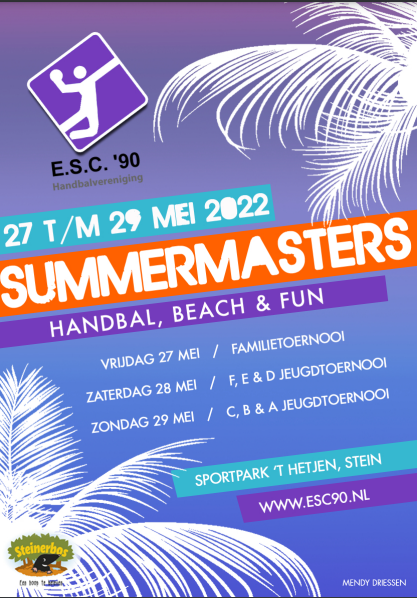 E.S.C. '90
Handbalvereniging
27 T/M 29 MEI 2022
SUMMERMASTERS
HANDBAL, BEACH & FUN
VRIJDAG 27 MEI / FAMILIETOERNOOI
ZATERDAG 28 MEI / F, E & D JEUGDTOERNOOI
ZONDAG 29 MEI / C, B & A JEUGDTOERNOOI
SPORTPARK 'T HETJEN, STEIN
WWW.ESC90.NL
Steinerbos
MENDY DRIESSEN